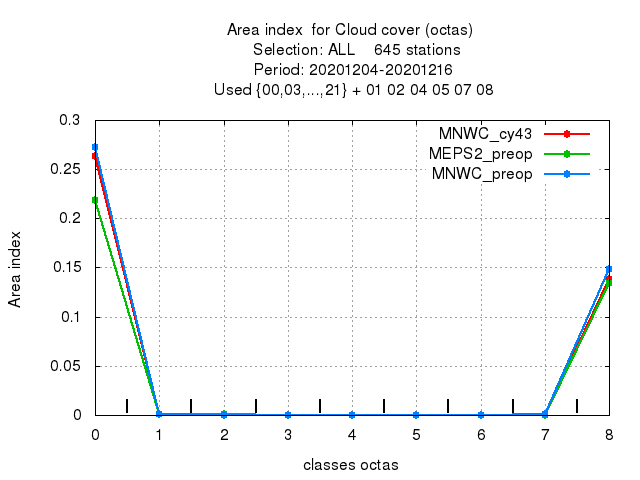 Area index  for Cloud cover (octas)
Selection: ALL    645 stations
Period: 20201204-20201216
Used {00,03,...,21} + 01 02 04 05 07 08
MNWC_cy43
MEPS2_preop
MNWC_preop
0.3
0.25
0.2
0.15
0.1
0.05
0
Area index
0 1 2 3 4 5 6 7 8
classes octas